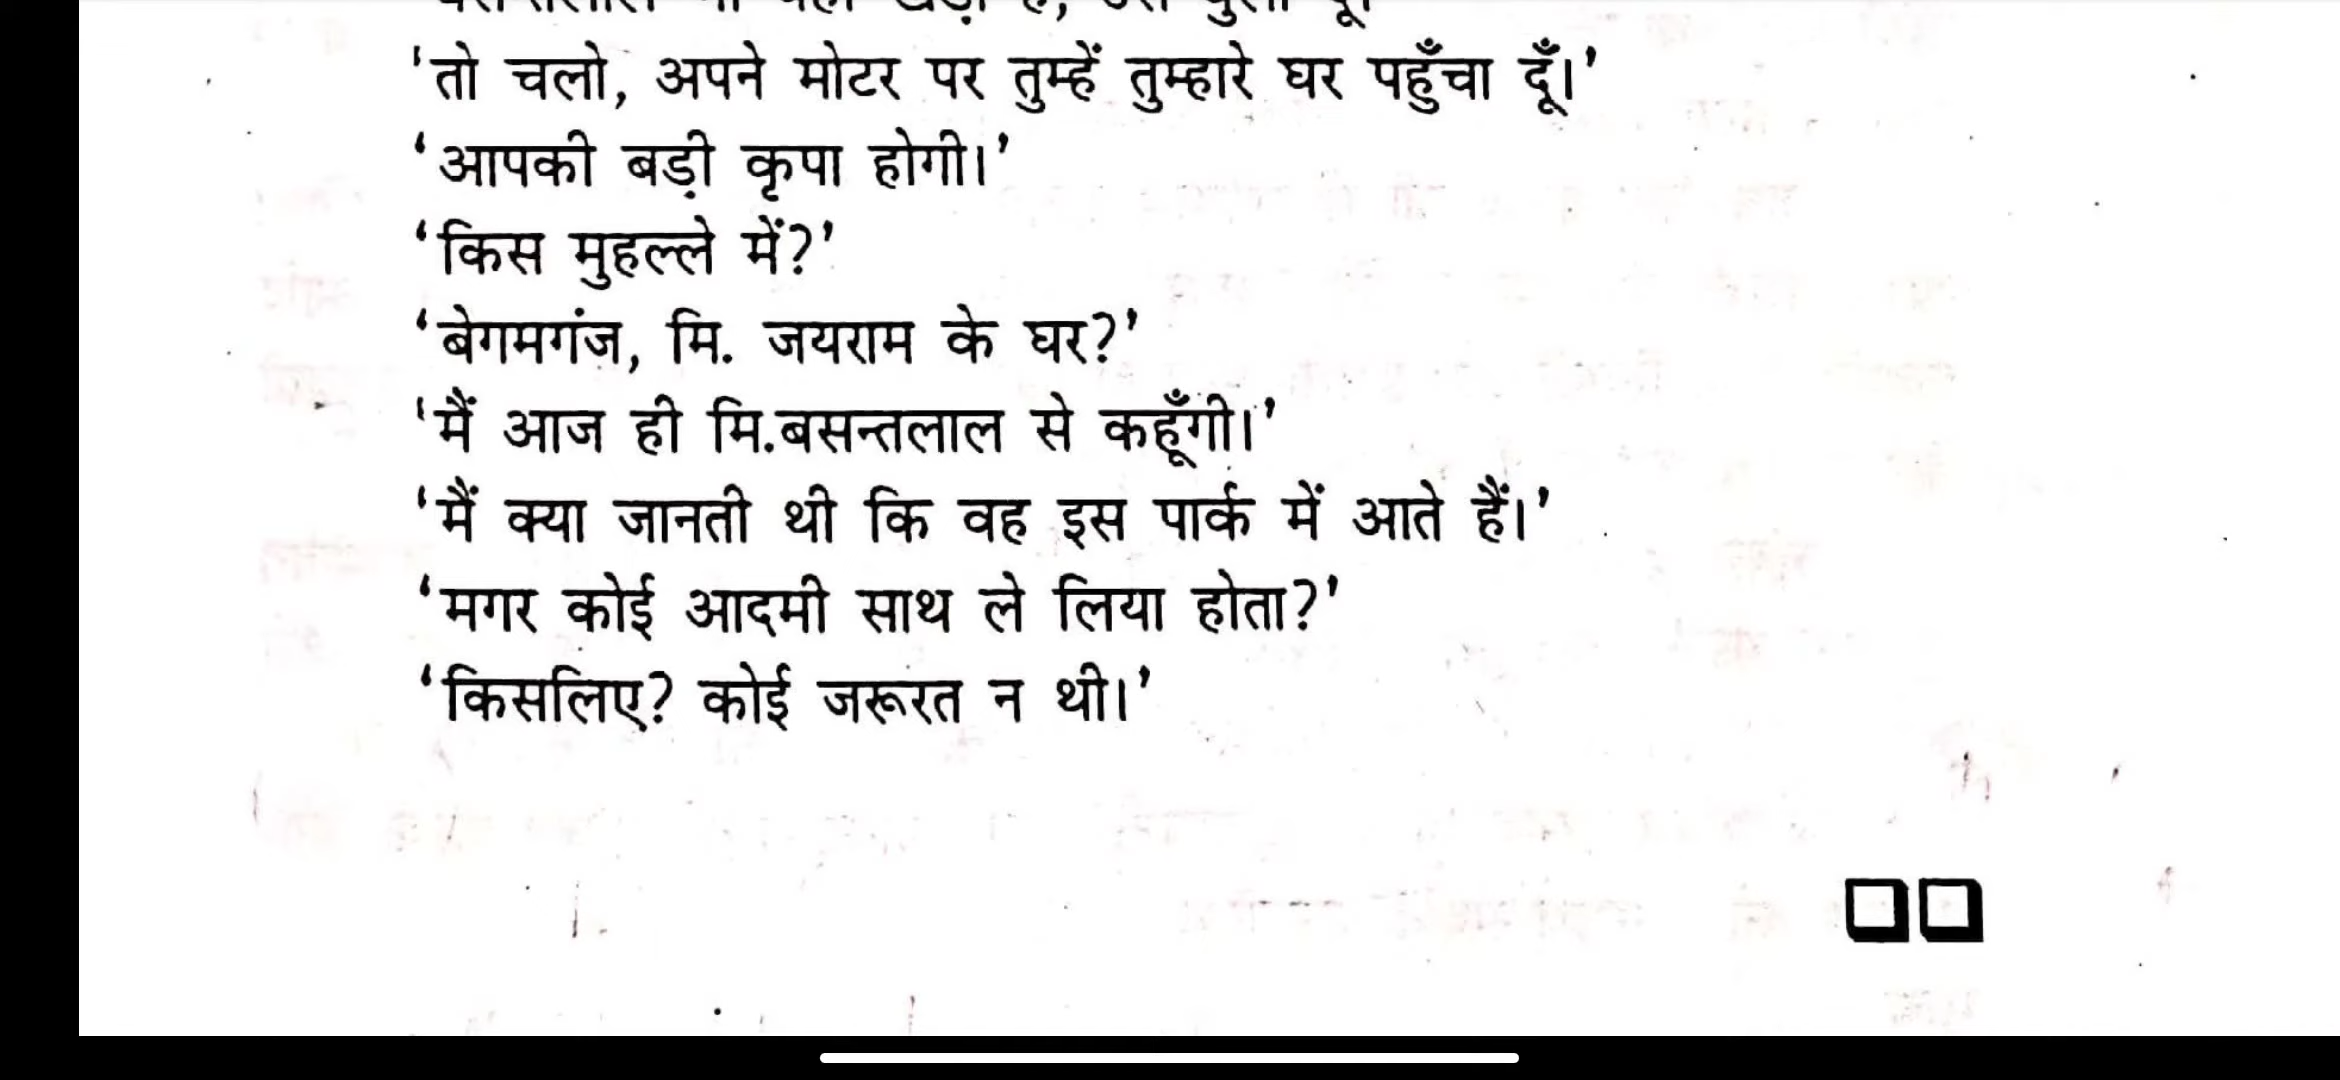 'तो चलो, अपने मोटर पर तुम्हें तुम्हारे घर पहुँचा दूँ।'
'आपकी बड़ी कृपा होगी।'
'किस मुहल्ले में?'
'बेगमगंज, मि. जयराम के घर?'
'मैं आज ही मि.बसन्तलाल से कहूँगी।'
'मैं क्या जानती थी कि वह इस पार्क में आते हैं।'
'मगर कोई आदमी साथ ले लिया होता?'
'किसलिए? कोई जरूरत न थी।'